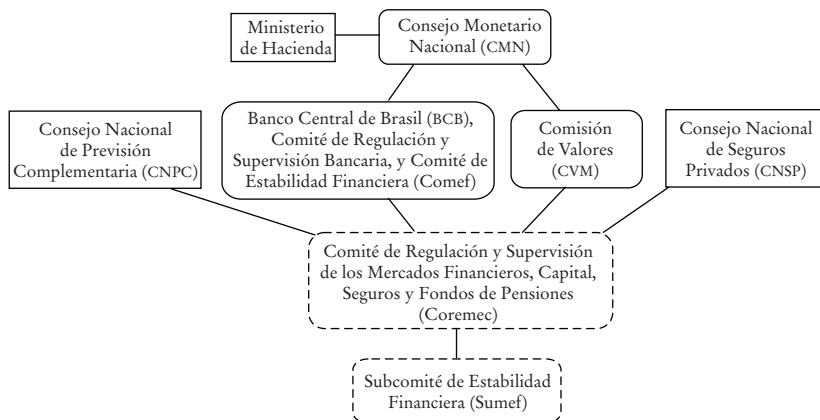 Ministerio
de Hacienda
Consejo Monetario
Nacional (CMN)
Consejo Nacional
de Previsión
Complementaria (CNPC)
Banco Central de Brasil (BCB),
Comité de Regulación y
Supervisión Bancaria, y Comité de
Estabilidad Financiera (Comef)
Comisión
de Valores
(CVM)
Consejo Nacional
de Seguros
Privados (CNSP)
Comité de Regulación y Supervisión
de los Mercados Financieros, Capital,
Seguros y Fondos de Pensiones
(Coremec)
Subcomité de Estabilidad
Financiera (Sumef)